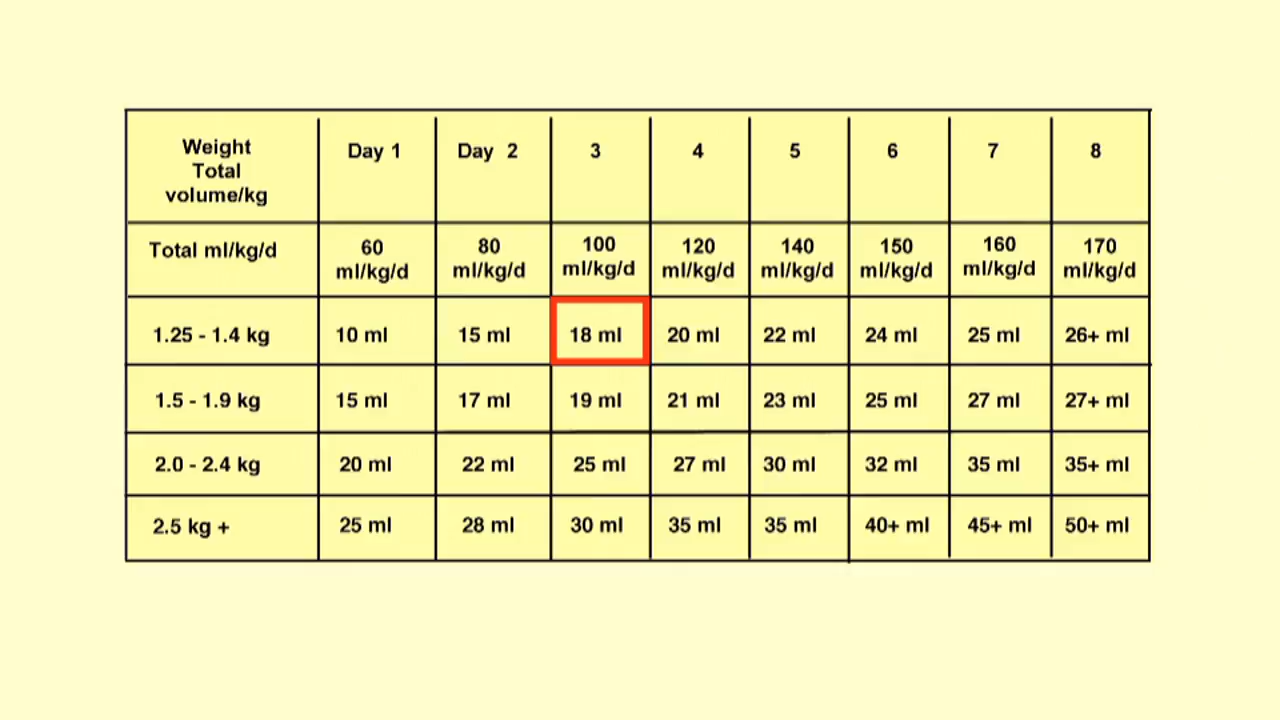 Weight Total volume/kg Day 1 Day 2 3 4 5 6 7 8
Total ml/kg/d 60 ml/kg/d 80 ml/kg/d 100 ml/kg/d 120 ml/kg/d 140 ml/kg/d 150 ml/kg/d 160 ml/kg/d 170 ml/kg/d
1.25 - 1.4 kg 10 ml 15 ml 18 ml 20 ml 22 ml 24 ml 25 ml 26+ ml
1.5 - 1.9 kg 15 ml 17 ml 19 ml 21 ml 23 ml 25 ml 27 ml 27+ ml
2.0 - 2.4 kg 20 ml 22 ml 25 ml 27 ml 30 ml 32 ml 35 ml 35+ ml
2.5 kg + 25 ml 28 ml 30 ml 35 ml 35 ml 40+ ml 45+ ml 50+ ml